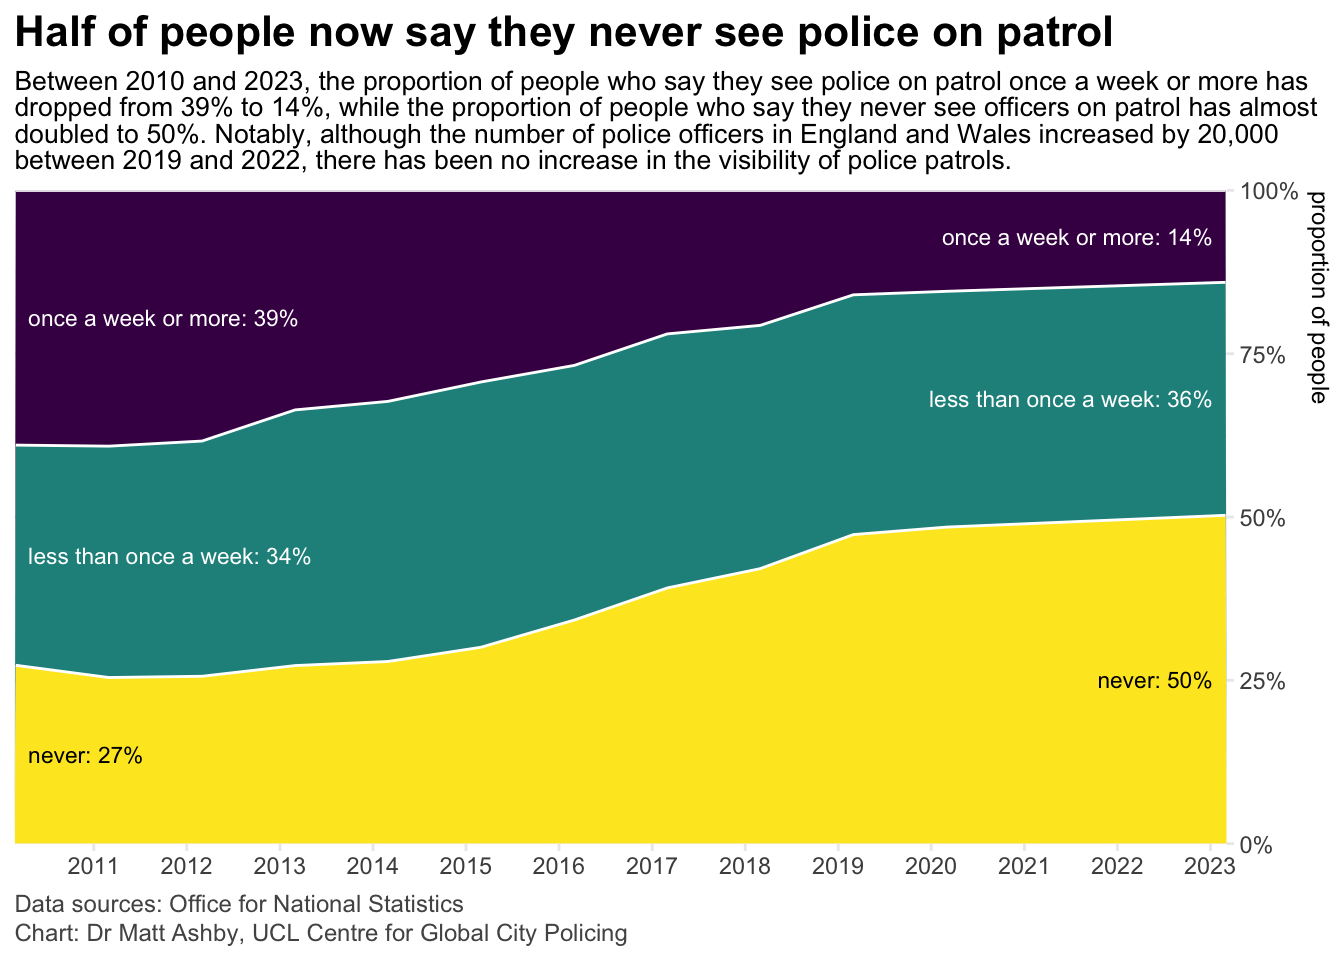 Half of people now say they never see police on patrol
Between 2010 and 2023, the proportion of people who say they see police on patrol once a week or more has
dropped from 39% to 14%, while the proportion of people who say they never see officers on patrol has almost
doubled to 50%. Notably, although the number of police officers in England and Wales increased by 20,000
between 2019 and 2022, there has been no increase in the visibility of police patrols.
100%
proportion of people
once a week or more: 14%
once a week or more: 39%
75%
less than once a week: 36%
50%
less than once a week: 34%
never: 50%
25%
never: 27%
0%
2011 2012 2013 2014 2015 2016 2017 2018 2019 2020 2021 2022 2023
Data sources: Office for National Statistics
Chart: Dr Matt Ashby, UCL Centre for Global City Policing